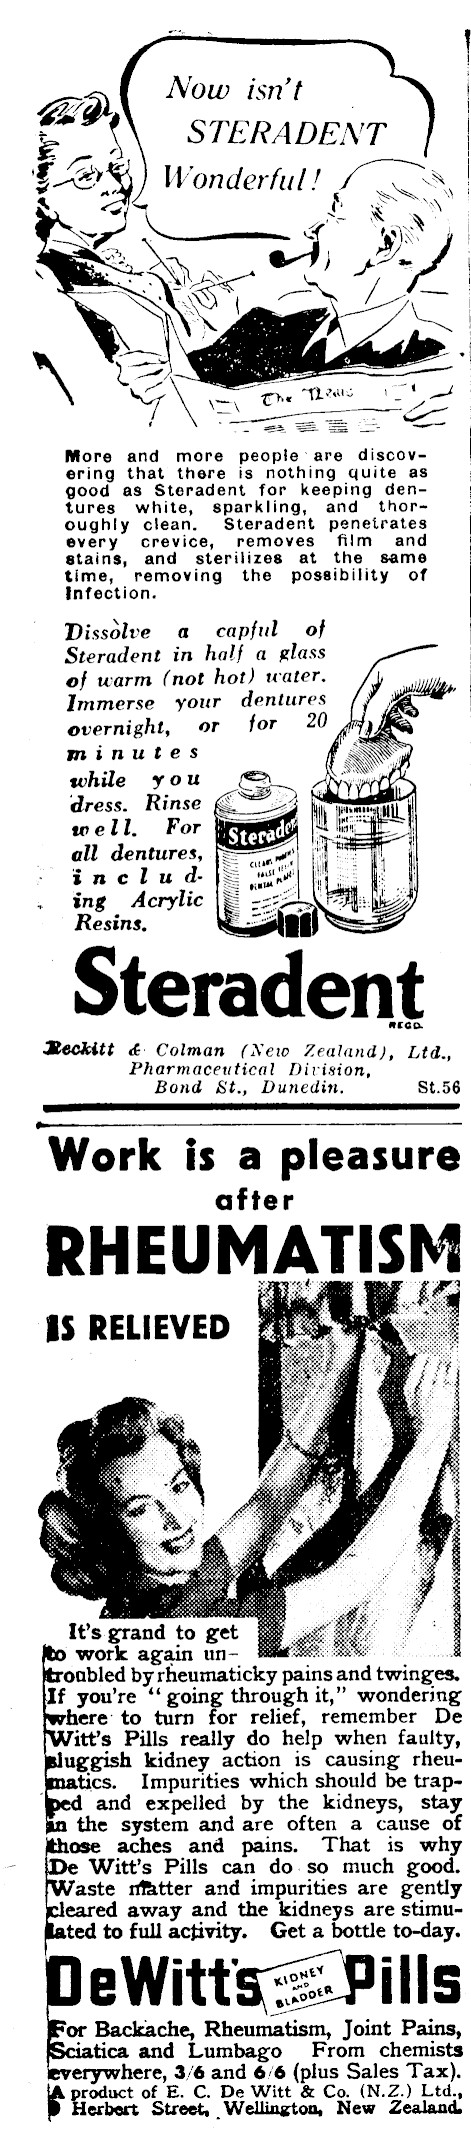 Now isn't
STERADENT
Wonderful!
The News
More and more people are discov-
ering that there is nothing quite as
good as Steradent for keeping den-
tures white, sparkling, and thor-
oughly clean. Steradent penetrates
every crevice, removes film and
stains, and sterilizes at the same
time, removing the possibility of
Infection.
Dissolve a capful of
Steradent in half a glass
of warm (not hot) water.
Immerse your dentures
overnight, or for 20
minutes
while you
dress. Rinse
well. For
all dentures,
includ-
ing Acrylic
Resins.
Steradent
CLEANS
FALSE TEETH
DENTAL PLATES
Steradent
REGD.
Reckitt & Colman (New Zealand), Ltd.,
Pharmaceutical Division,
Bond St., Dunedin. St.56
Work is a pleasure
after
RHEUMATISM
IS RELIEVED
It's grand to get
to work again un-
troubled by rheumaticky pains and twinges.
If you're "going through it," wondering
where to turn for relief, remember De
Witt's Pills really do help when faulty,
sluggish kidney action is causing rheu-
matics. Impurities which should be trap-
ped and expelled by the kidneys, stay
in the system and are often a cause of
those aches and pains. That is why
De Witt's Pills can do so much good.
Waste matter and impurities are gently
cleared away and the kidneys are stimu-
lated to full activity. Get a bottle to-day.
DeWitt's KIDNEY AND BLADDER Pills
For Backache, Rheumatism, Joint Pains,
Sciatica and Lumbago From chemists
everywhere, 3/6 and 6/6 (plus Sales Tax).
A product of E. C. De Witt & Co. (N.Z.) Ltd.,
9 Herbert Street, Wellington, New Zealand.